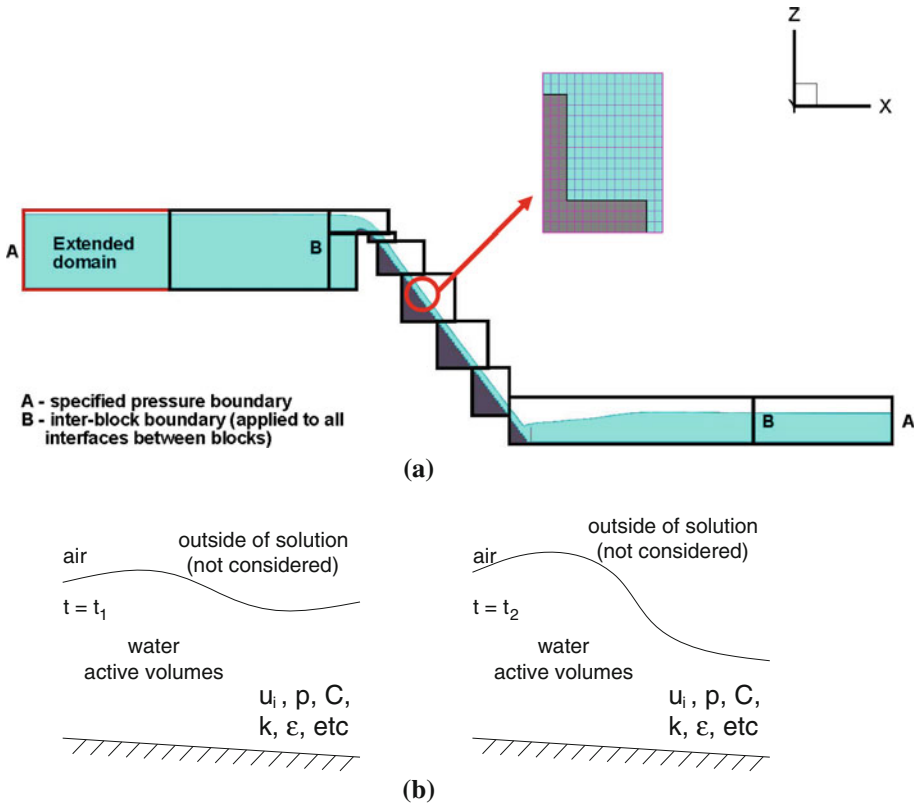 Z
Y
X
A
Extended
domain
B
A - specified pressure boundary
B - inter-block boundary (applied to all
interfaces between blocks)
B
A
(a)
air
outside of solution
(not considered)
t = t₁
water
active volumes
uᵢ , p, C,
k, ε, etc
air
outside of solution
(not considered)
t = t₂
water
active volumes
uᵢ , p, C,
k, ε, etc
(b)